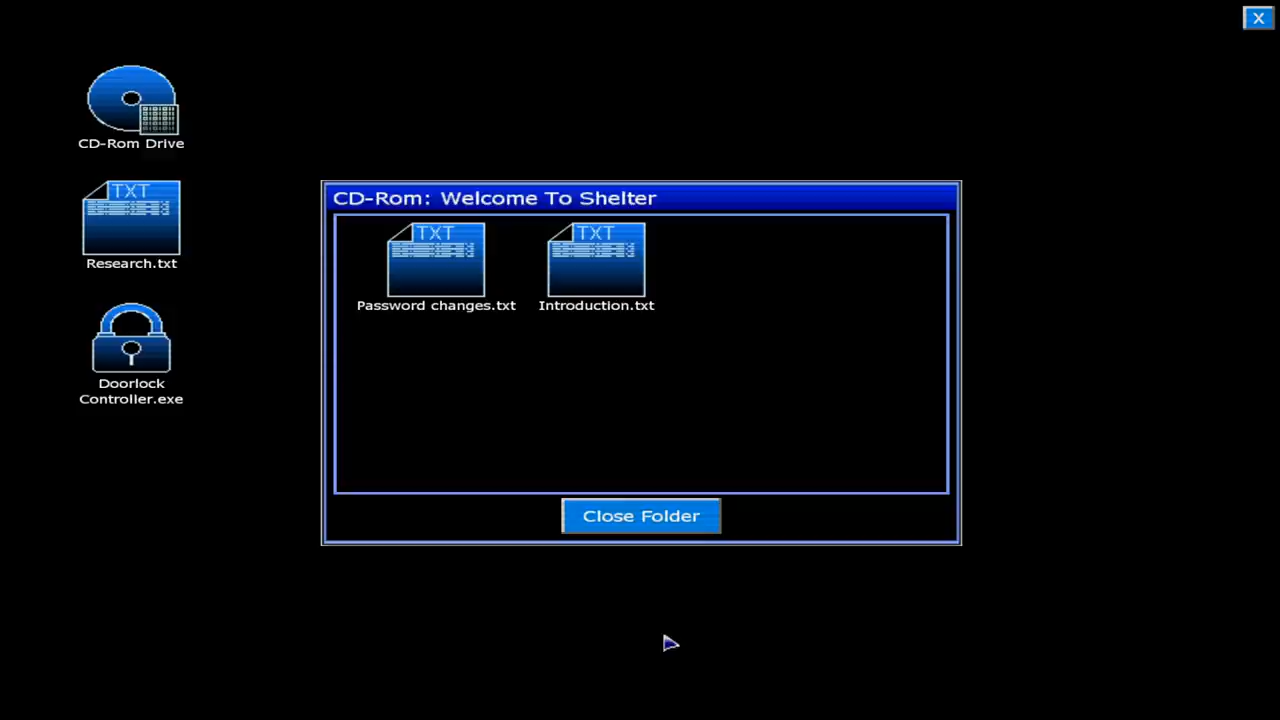 X
CD-Rom Drive
TXT
Research.txt
Doorlock
Controller.exe
CD-Rom: Welcome To Shelter
TXT
Password changes.txt
TXT
Introduction.txt
Close Folder